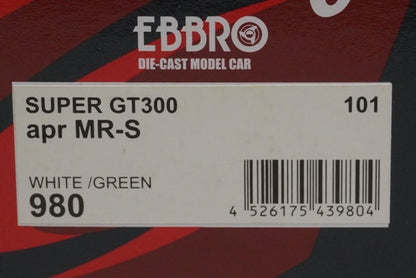 EBBRO
DIE-CAST MODEL CAR
SUPER GT300 101
apr MR-S
WHITE /GREEN
980
4 526175 439804